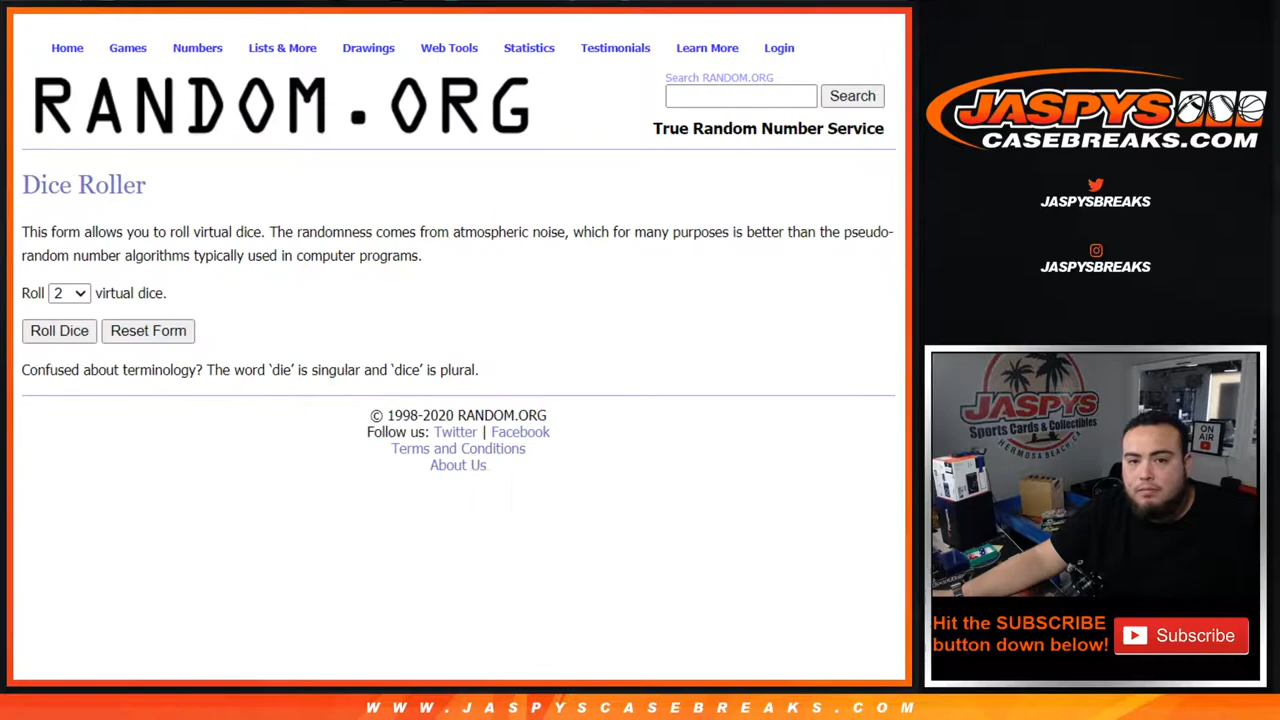 Home Games Numbers Lists & More Drawings Web Tools Statistics Testimonials Learn More Login
RANDOM.ORG
Search RANDOM.ORG
Search
True Random Number Service
Dice Roller
This form allows you to roll virtual dice. The randomness comes from atmospheric noise, which for many purposes is better than the pseudo-
random number algorithms typically used in computer programs.
Roll 2 virtual dice.
Roll Dice Reset Form
Confused about terminology? The word ‘die’ is singular and ‘dice’ is plural.
© 1998-2020 RANDOM.ORG
Follow us: Twitter | Facebook
Terms and Conditions
About Us
JASPYS
CASEBREAKS.COM
JASPYSBREAKS
JASPYSBREAKS
JASPYS
Sports Cards & Collectibles
HERMOSA BEACH, CA
ON
AIR
Hit the SUBSCRIBE
button down below!
Subscribe
WWW.JASPYSCASEBREAKS.COM